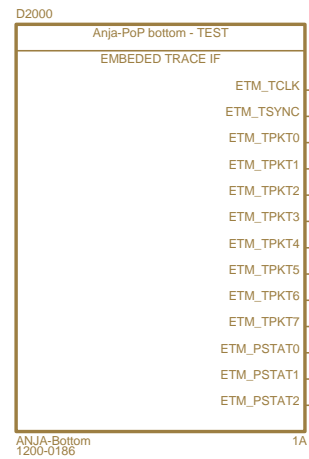 D2000
Anja-PoP bottom - TEST
EMBEDED TRACE IF
ETM_TCLK
ETM_TSYNC
ETM_TPKT0
ETM_TPKT1
ETM_TPKT2
ETM_TPKT3
ETM_TPKT4
ETM_TPKT5
ETM_TPKT6
ETM_TPKT7
ETM_PSTAT0
ETM_PSTAT1
ETM_PSTAT2
ANJA-Bottom 1A
1200-0186